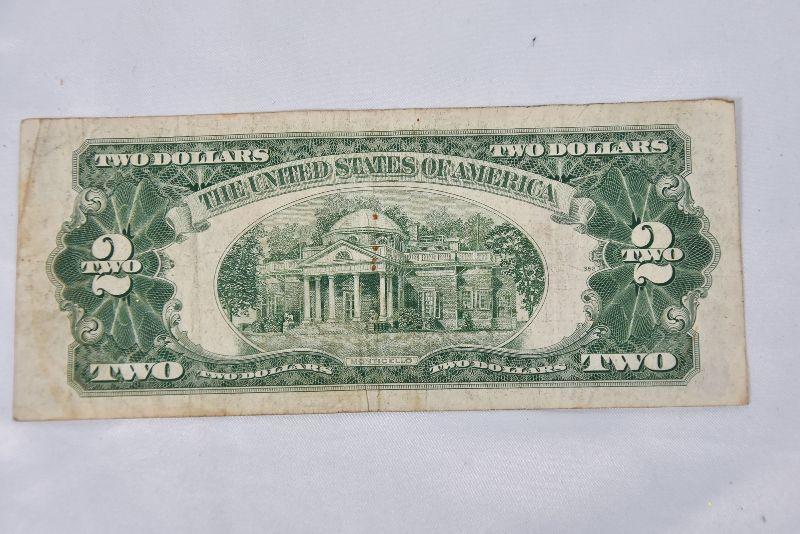 TWO DOLLARS TWO DOLLARS
THE UNITED STATES OF AMERICA
2 2
TWO TWO
MONTICELLO
TWO TWO DOLLARS TWO DOLLARS TWO